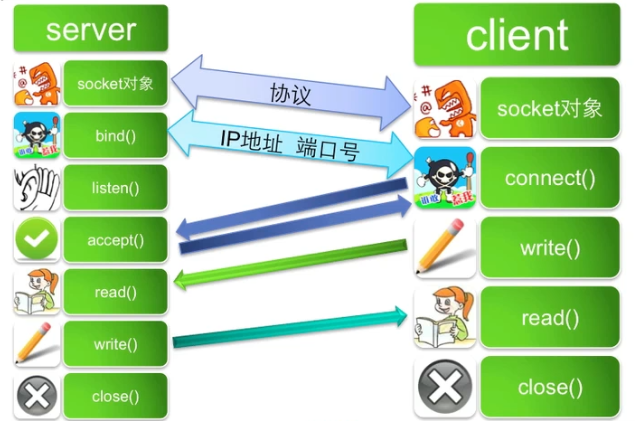 server
socket对象
bind()
listen()
accept()
read()
write()
close()
协议
IP地址 端口号
client
socket对象
connect()
write()
read()
close()